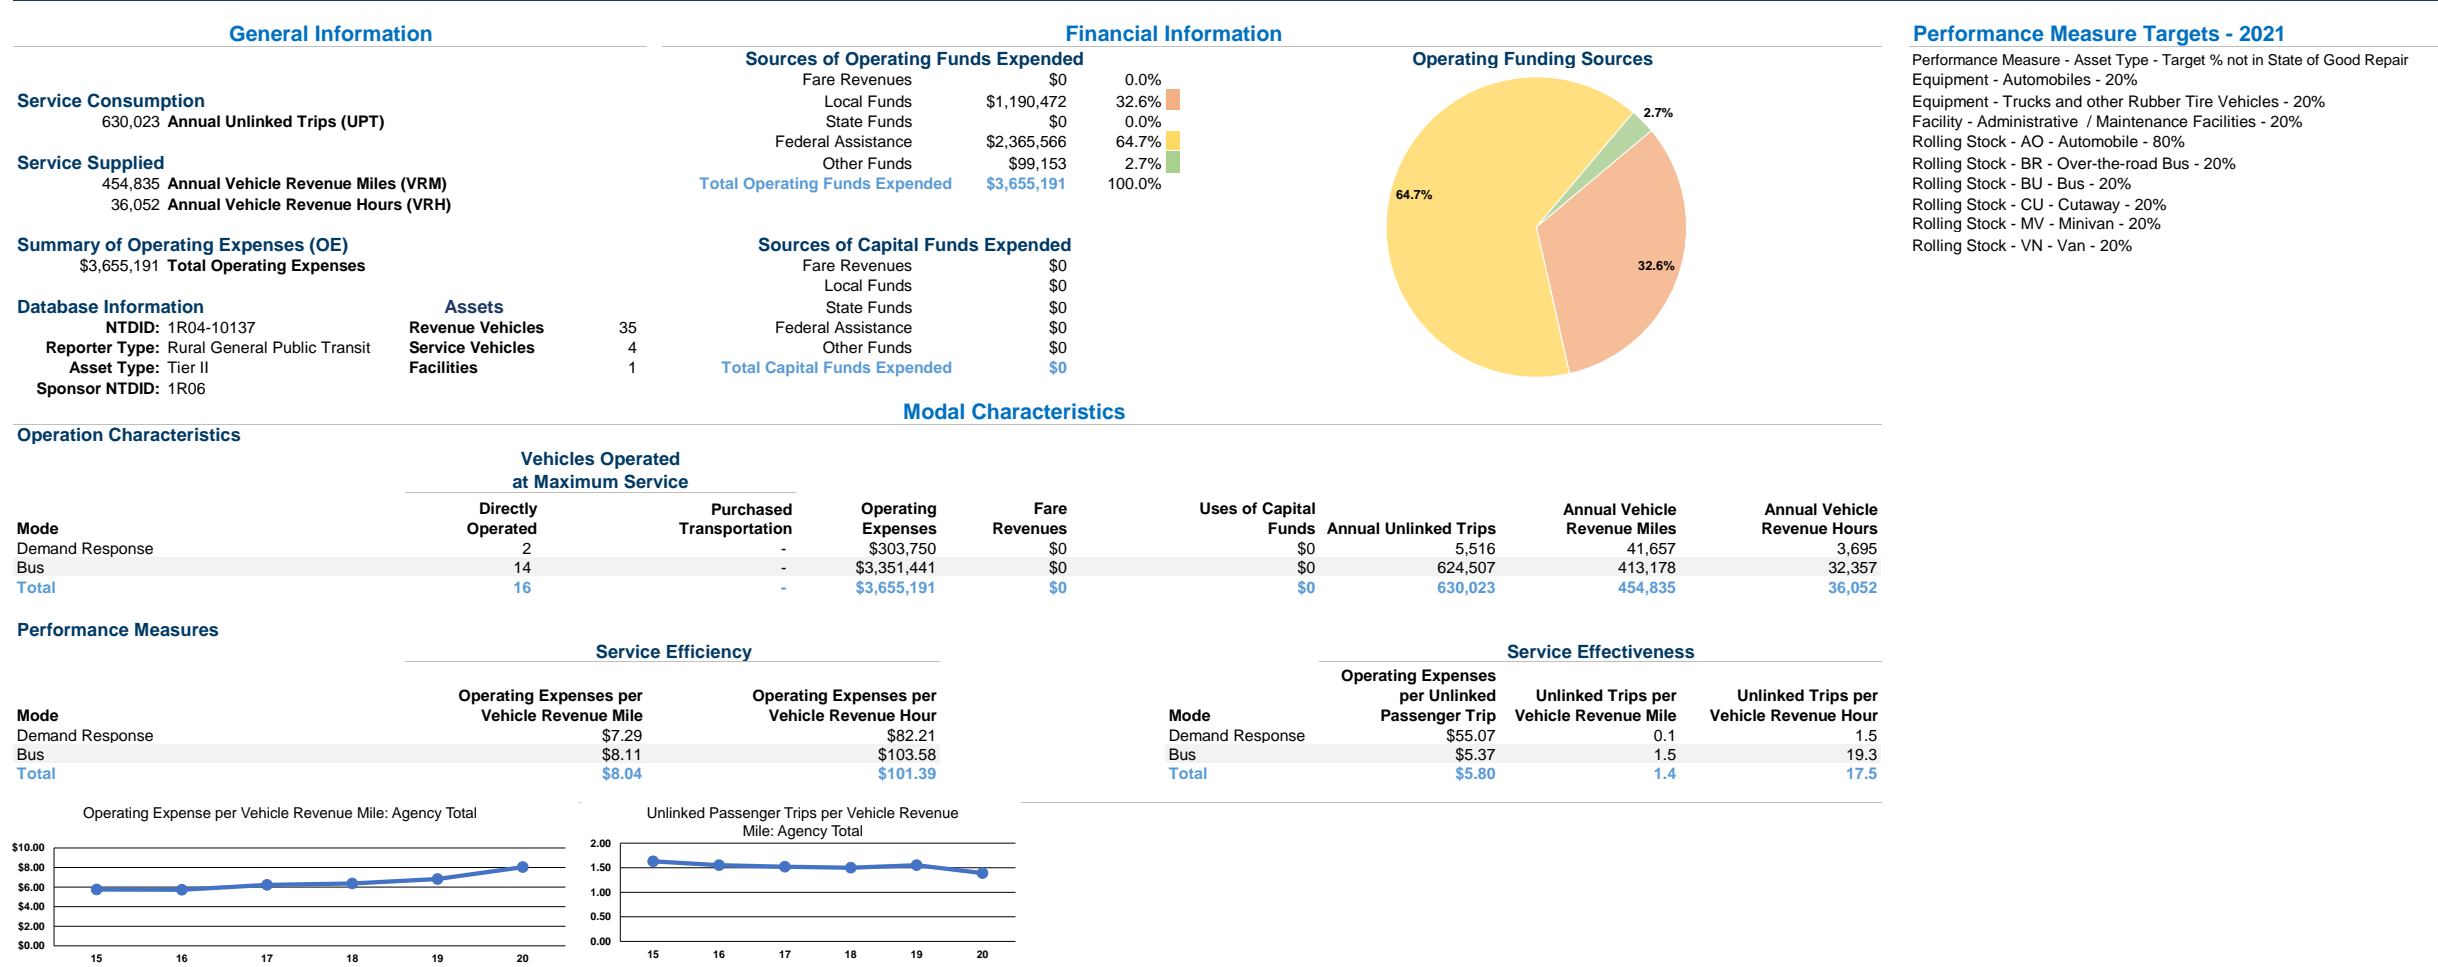 General Information
Service Consumption
630,023 Annual Unlinked Trips (UPT)
Service Supplied
454,835 Annual Vehicle Revenue Miles (VRM)
36,052 Annual Vehicle Revenue Hours (VRH)
Summary of Operating Expenses (OE)
$3,655,191 Total Operating Expenses
Database Information
NTDID: 1R04-10137
Reporter Type: Rural General Public Transit
Asset Type: Tier II
Sponsor NTDID: 1R06
Assets
Revenue Vehicles 35
Service Vehicles 4
Facilities 1
Financial Information
Sources of Operating Funds Expended
Fare Revenues $0 0.0%
Local Funds $1,190,472 32.6%
State Funds $0 0.0%
Federal Assistance $2,365,566 64.7%
Other Funds $99,153 2.7%
Total Operating Funds Expended $3,655,191 100.0%
Sources of Capital Funds Expended
Fare Revenues $0
Local Funds $0
State Funds $0
Federal Assistance $0
Other Funds $0
Total Capital Funds Expended $0
Operating Funding Sources
2.7%
64.7%
32.6%
Performance Measure Targets - 2021
Performance Measure - Asset Type - Target % not in State of Good Repair
Equipment - Automobiles - 20%
Equipment - Trucks and other Rubber Tire Vehicles - 20%
Facility - Administrative / Maintenance Facilities - 20%
Rolling Stock - AO - Automobile - 80%
Rolling Stock - BR - Over-the-road Bus - 20%
Rolling Stock - BU - Bus - 20%
Rolling Stock - CU - Cutaway - 20%
Rolling Stock - MV - Minivan - 20%
Rolling Stock - VN - Van - 20%
Modal Characteristics
Operation Characteristics
Vehicles Operated
at Maximum Service
Directly Purchased Operating Fare Uses of Capital Annual Vehicle Annual Vehicle
Mode Operated Transportation Expenses Revenues Funds Annual Unlinked Trips Revenue Miles Revenue Hours
Demand Response 2 - $303,750 $0 $0 5,516 41,657 3,695
Bus 14 - $3,351,441 $0 $0 624,507 413,178 32,357
Total 16 - $3,655,191 $0 $0 630,023 454,835 36,052
Performance Measures
Service Efficiency
Operating Expenses per Operating Expenses per
Mode Vehicle Revenue Mile Vehicle Revenue Hour
Demand Response $7.29 $82.21
Bus $8.11 $103.58
Total $8.04 $101.39
Service Effectiveness
Operating Expenses
per Unlinked Unlinked Trips per Unlinked Trips per
Mode Passenger Trip Vehicle Revenue Mile Vehicle Revenue Hour
Demand Response $55.07 0.1 1.5
Bus $5.37 1.5 19.3
Total $5.80 1.4 17.5
Operating Expense per Vehicle Revenue Mile: Agency Total
$10.00
$8.00
$6.00
$4.00
$2.00
$0.00
15 16 17 18 19 20
Unlinked Passenger Trips per Vehicle Revenue
Mile: Agency Total
2.00
1.50
1.00
0.50
0.00
15 16 17 18 19 20